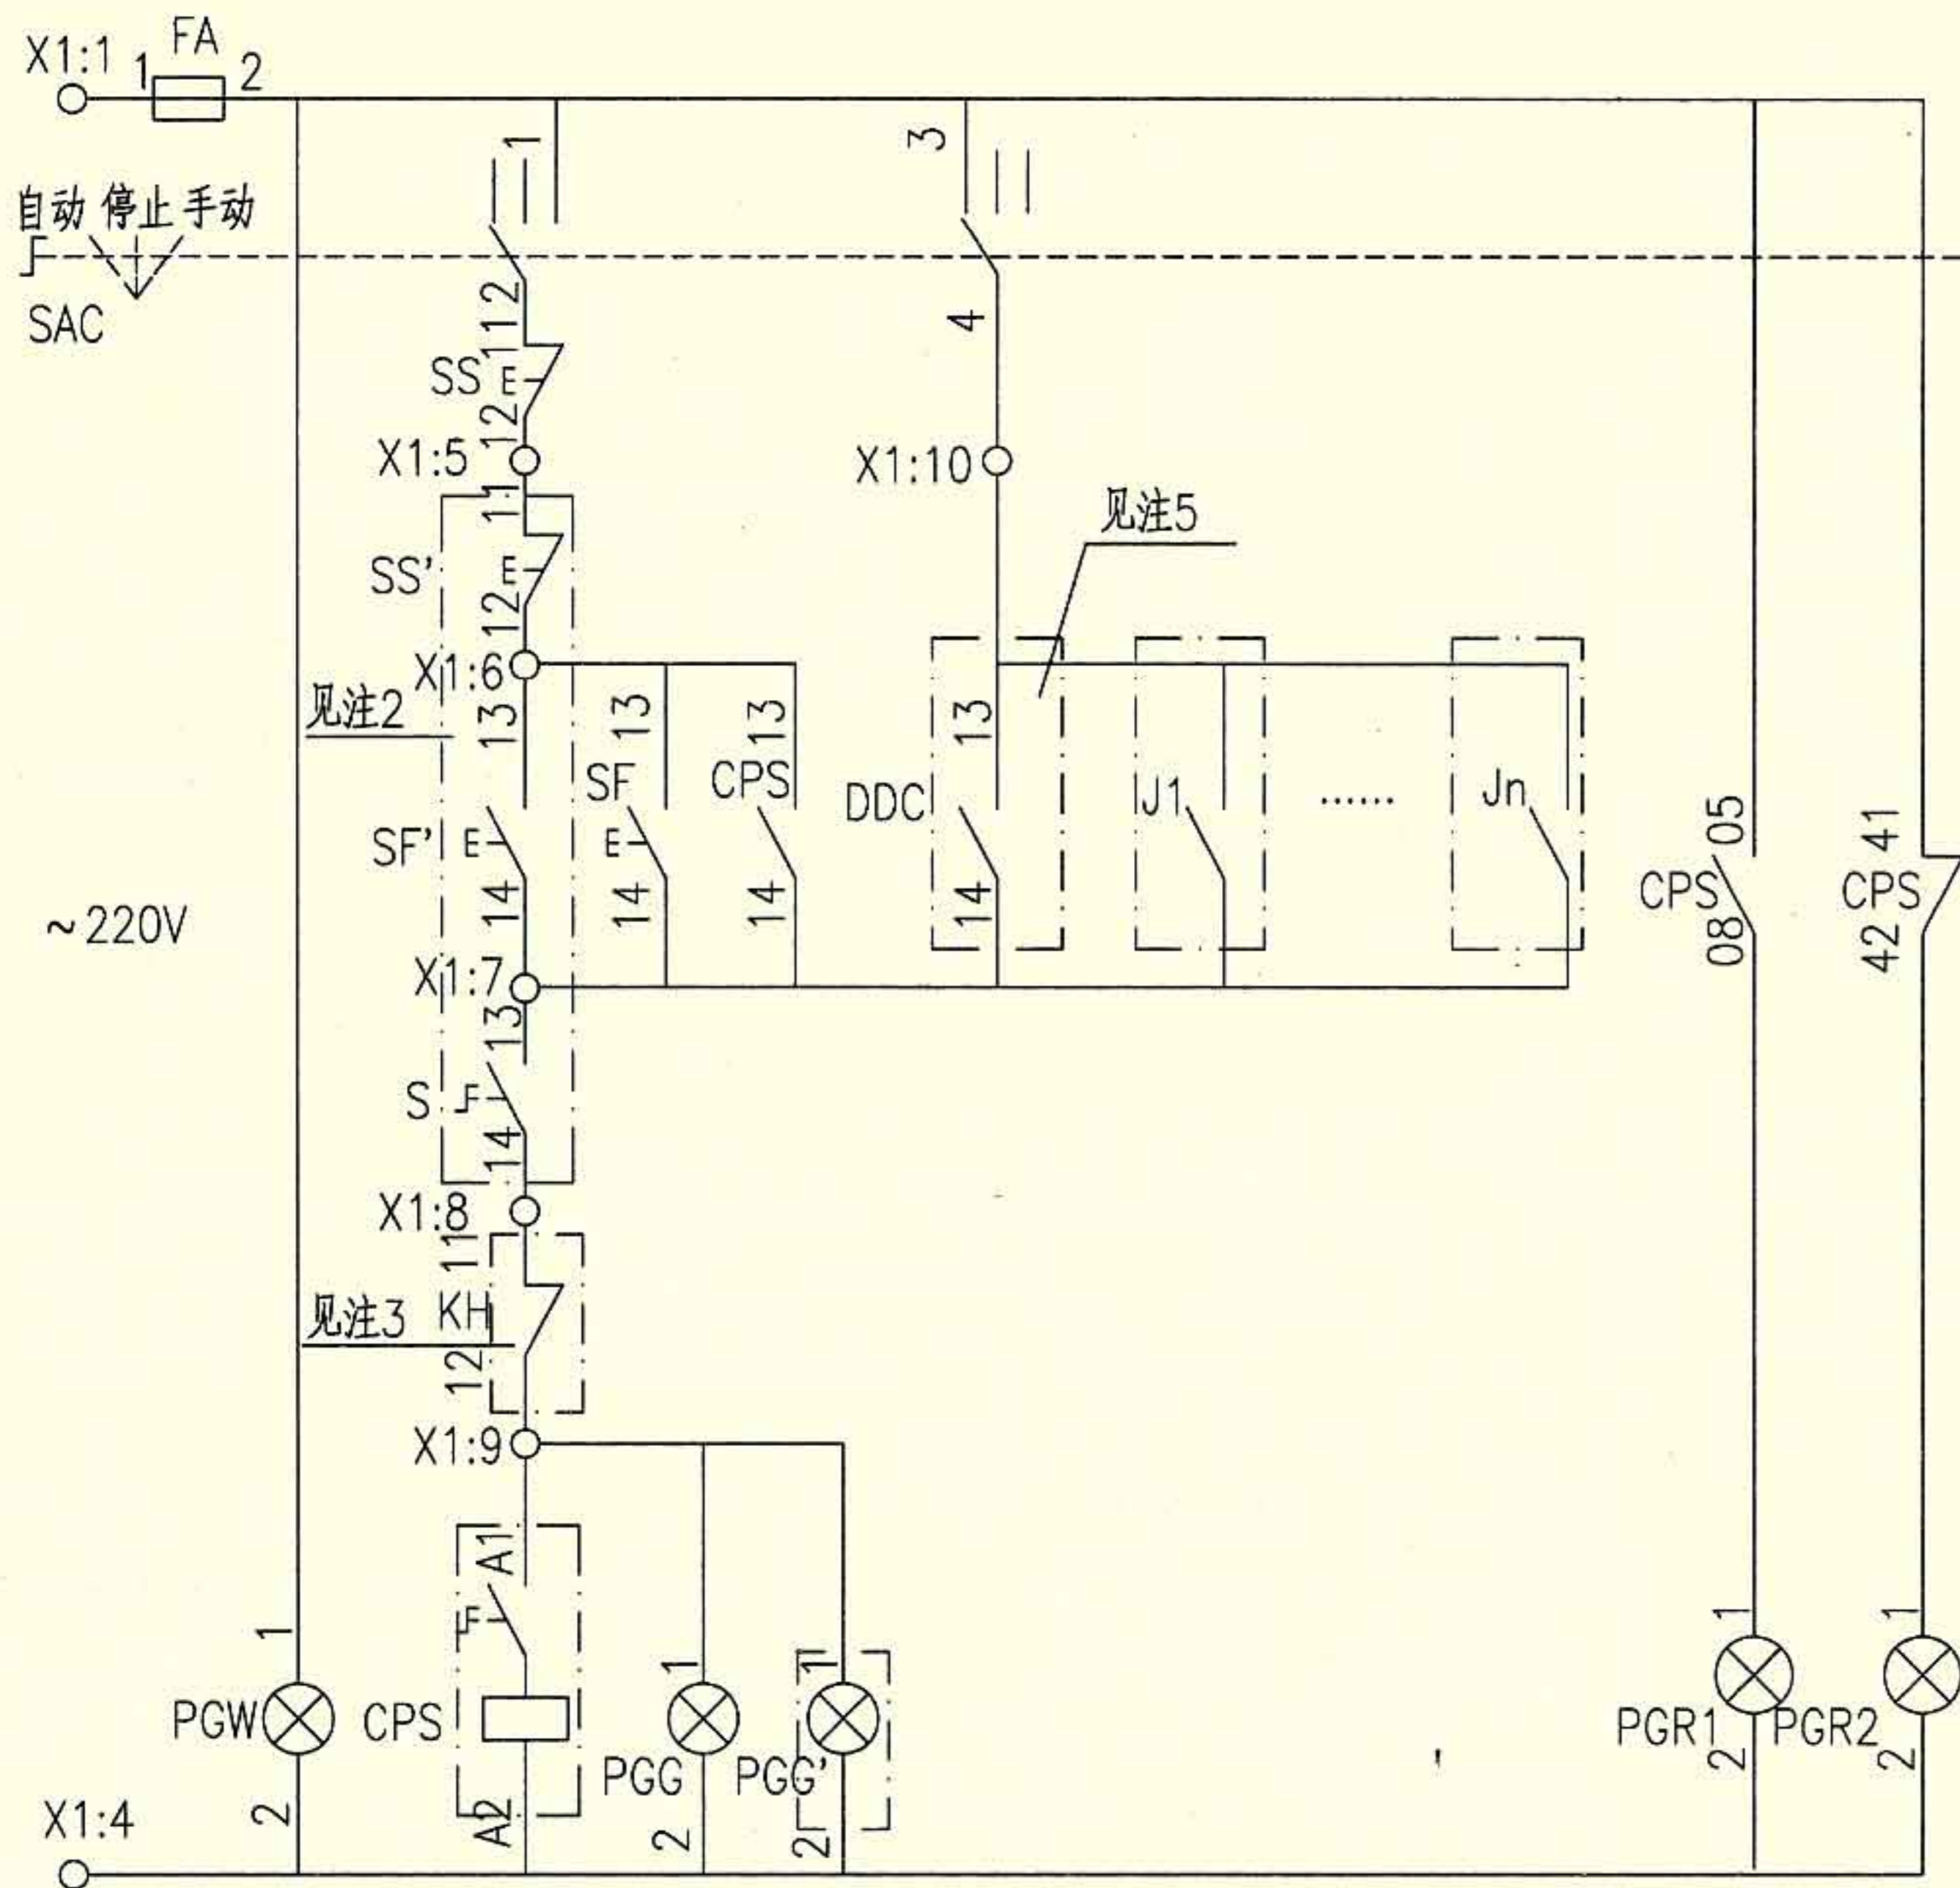 X1:1
1
FA
2
自动 停止 手动
SAC
1
2
3
4
11
SS
12
X1:5
X1:10
见注5
11
SS'
12
X1:6
见注2
13
13
13
13
SF'
SF
CPS
DDC
J1
......
Jn
14
14
14
14
05
CPS
08
41
CPS
42
~220V
X1:7
13
S
14
X1:8
11
见注3
KH
12
X1:9
A1
1
1
1
1
1
PGW
CPS
PGG
PGG'
PGR1
PGR2
2
A2
2
2
2
2
X1:4